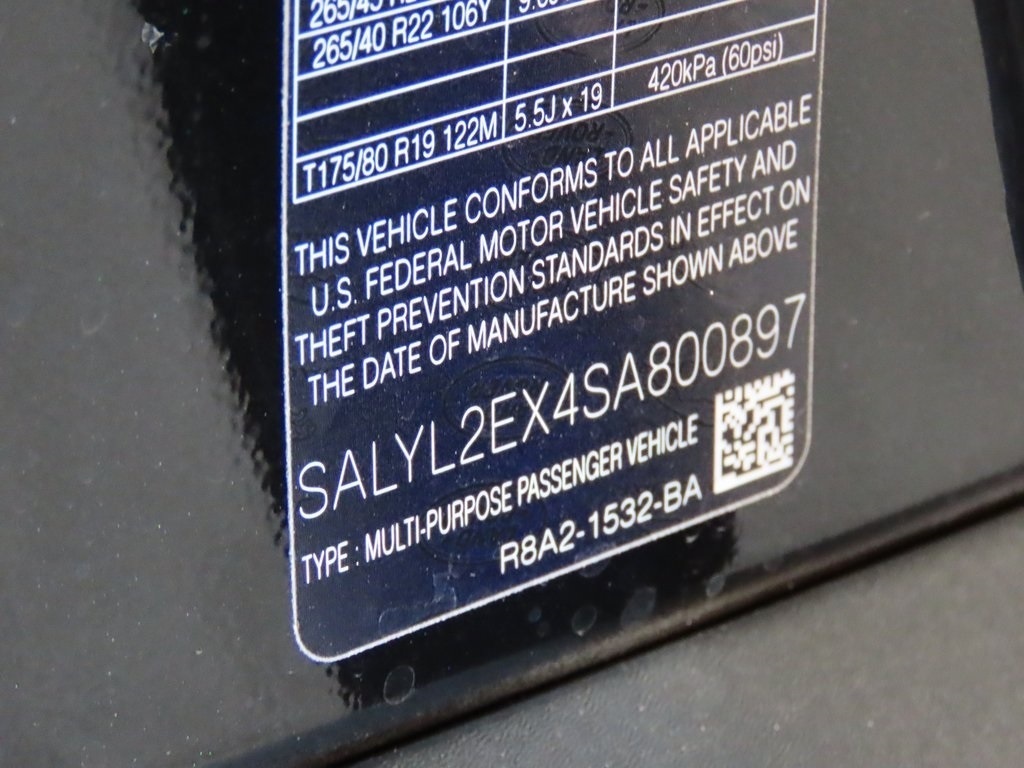 265/40 R22 106Y
T175/80 R19 122M 5.5J x 19 420kPa (60psi)
THIS VEHICLE CONFORMS TO ALL APPLICABLE
U.S. FEDERAL MOTOR VEHICLE SAFETY AND
THEFT PREVENTION STANDARDS IN EFFECT ON
THE DATE OF MANUFACTURE SHOWN ABOVE
SALYL2EX4SA800897
TYPE : MULTI-PURPOSE PASSENGER VEHICLE
R8A2-1532-BA